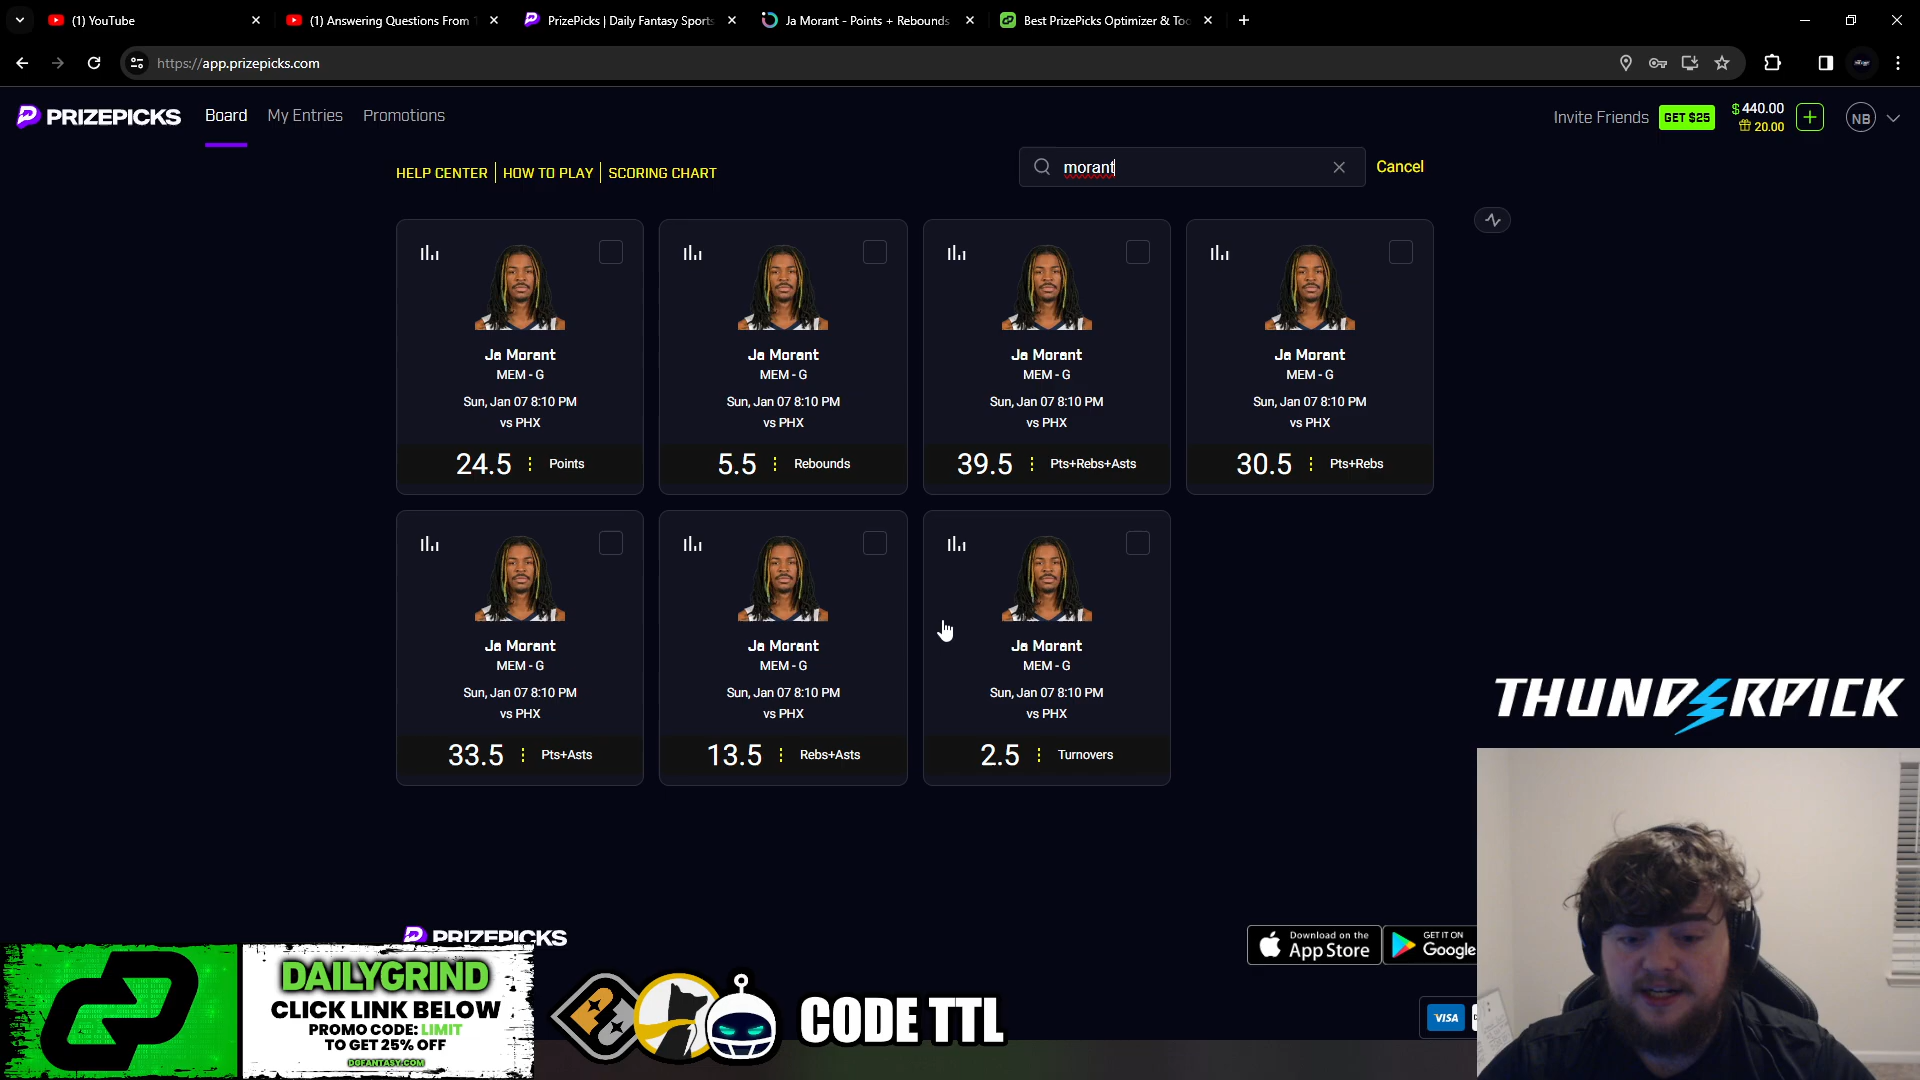 (1) YouTube
(1) Answering Questions From
PrizePicks | Daily Fantasy Sports
Ja Morant - Points + Rebounds
Best PrizePicks Optimizer & Too
https://app.prizepicks.com
PRIZEPICKS
Board
My Entries
Promotions
Invite Friends
GET $25
$440.00
20.00
NB
HELP CENTER
HOW TO PLAY
SCORING CHART
morant
Cancel
Ja Morant
MEM - G
Sun, Jan 07 8:10 PM
vs PHX
24.5 Points
Ja Morant
MEM - G
Sun, Jan 07 8:10 PM
vs PHX
5.5 Rebounds
Ja Morant
MEM - G
Sun, Jan 07 8:10 PM
vs PHX
39.5 Pts+Rebs+Asts
Ja Morant
MEM - G
Sun, Jan 07 8:10 PM
vs PHX
30.5 Pts+Rebs
Ja Morant
MEM - G
Sun, Jan 07 8:10 PM
vs PHX
33.5 Pts+Asts
Ja Morant
MEM - G
Sun, Jan 07 8:10 PM
vs PHX
13.5 Rebs+Asts
Ja Morant
MEM - G
Sun, Jan 07 8:10 PM
vs PHX
2.5 Turnovers
THUNDERPICK
PRIZEPICKS
Download on the
App Store
GET IT ON
Google
DAILYGRIND
CLICK LINK BELOW
PROMO CODE: LIMIT
TO GET 25% OFF
DGFANTASY.COM
CODE TTL
VISA